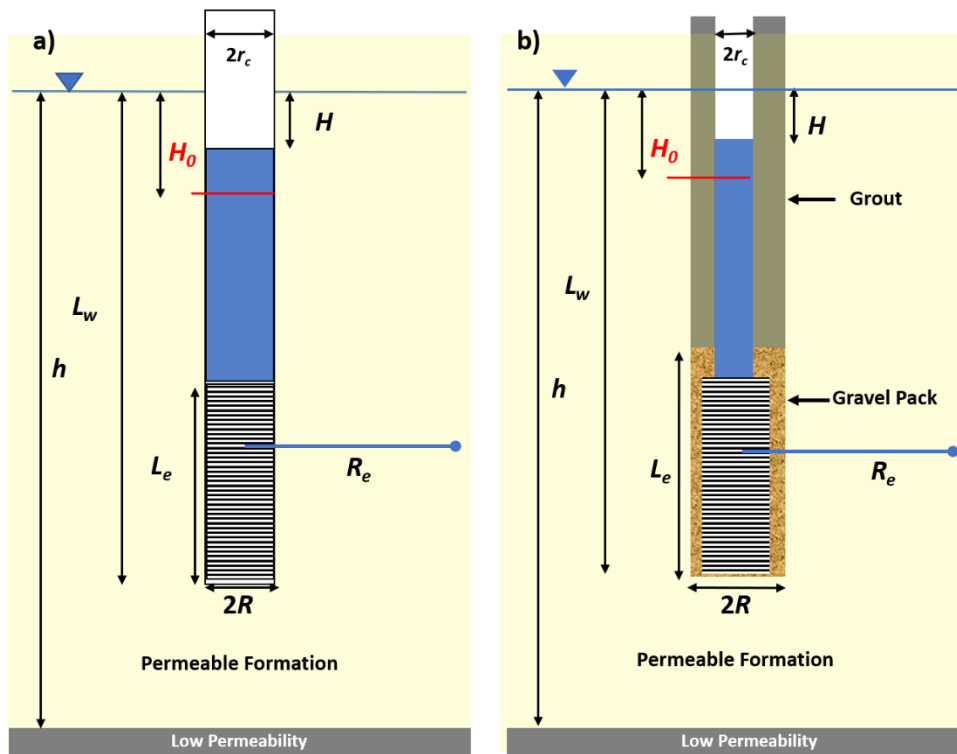 a)
2r_c
H
H_0
L_w
h
L_e
R_e
2R
Permeable Formation
Low Permeability
b)
2r_c
H
H_0
Grout
L_w
h
Gravel Pack
L_e
R_e
2R
Permeable Formation
Low Permeability